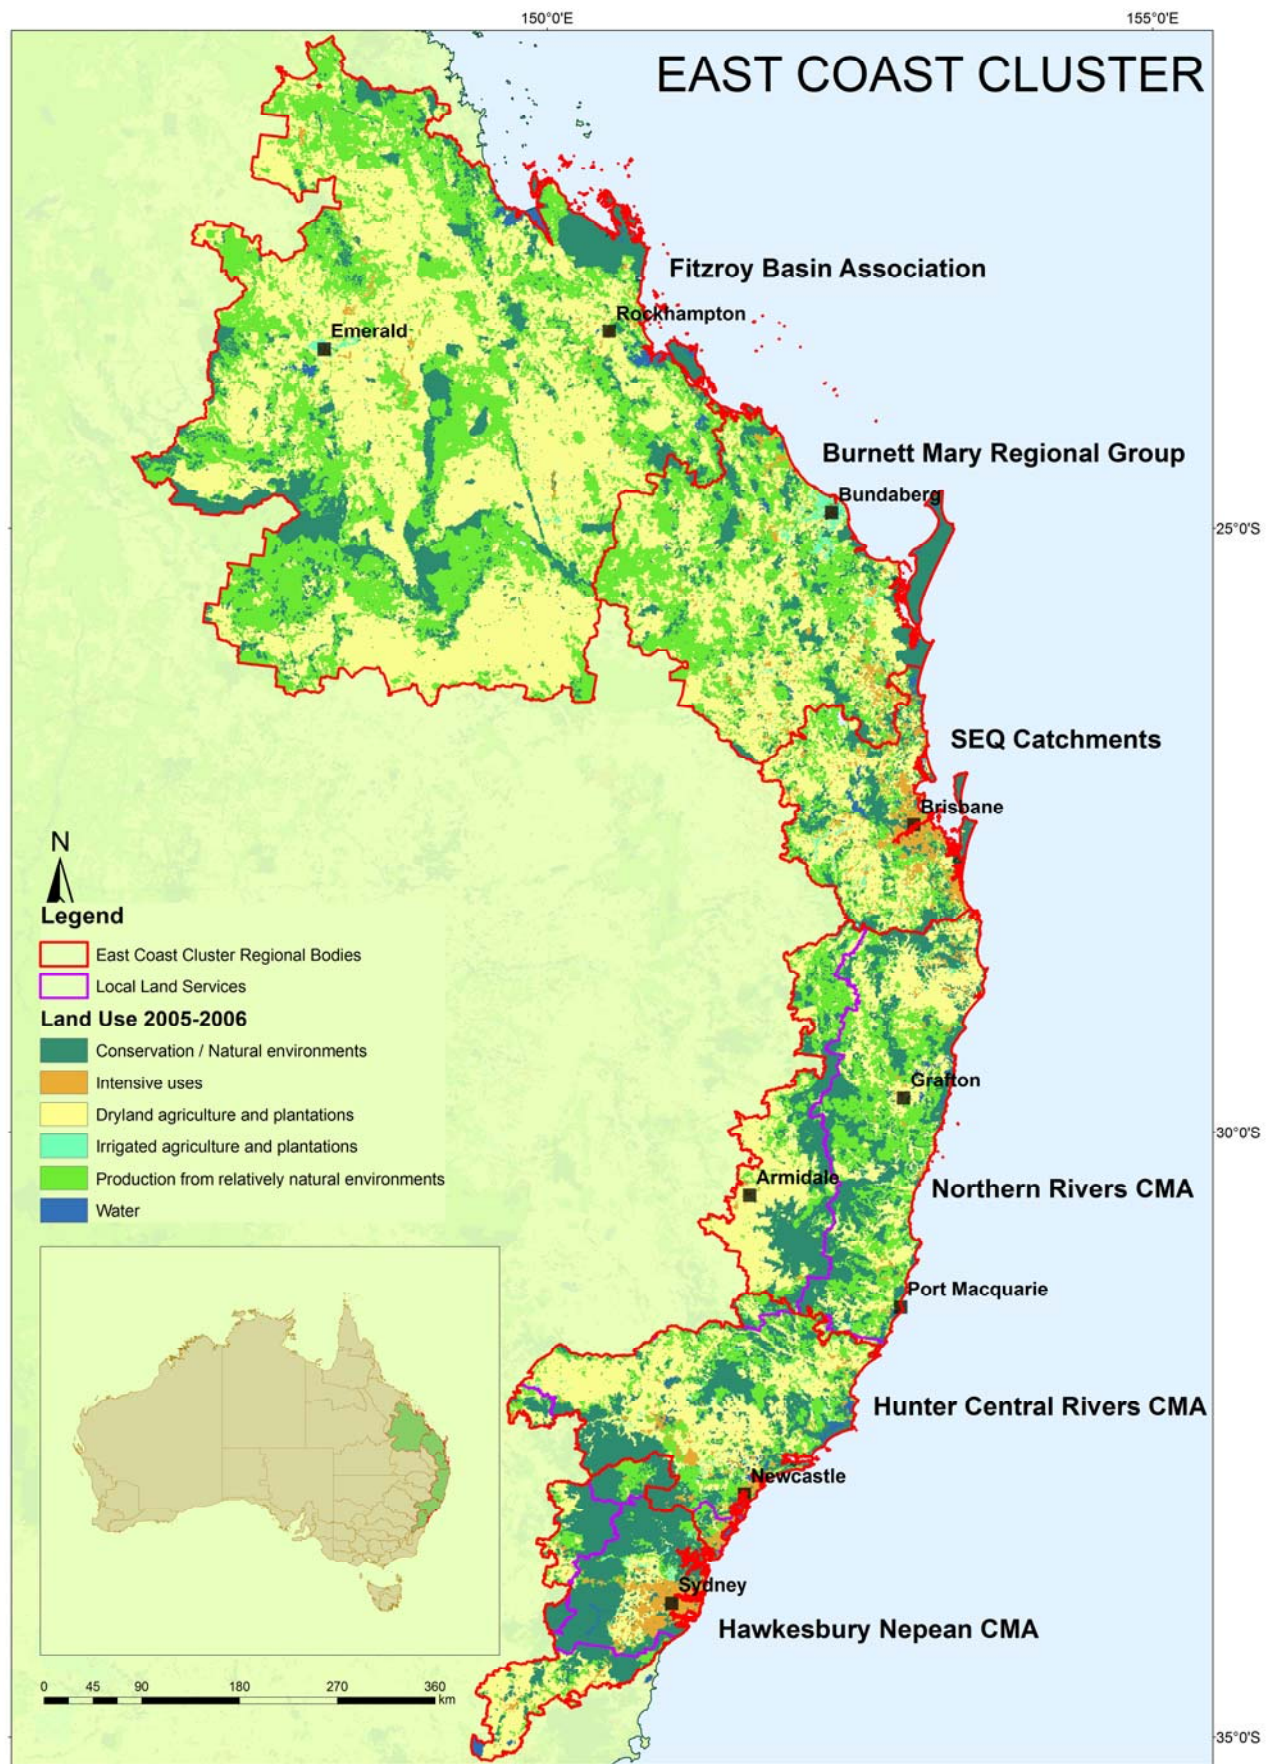 150°0'E
155°0'E
EAST COAST CLUSTER
Fitzroy Basin Association
Rockhampton
Emerald
Burnett Mary Regional Group
Bundaberg
25°0'S
SEQ Catchments
Brisbane
N
Legend
East Coast Cluster Regional Bodies
Local Land Services
Land Use 2005-2006
Conservation / Natural environments
Intensive uses
Dryland agriculture and plantations
Irrigated agriculture and plantations
Production from relatively natural environments
Water
Grafton
30°0'S
Armidale
Northern Rivers CMA
Port Macquarie
Hunter Central Rivers CMA
Newcastle
Sydney
Hawkesbury Nepean CMA
0 45 90 180 270 360
km
35°0'S